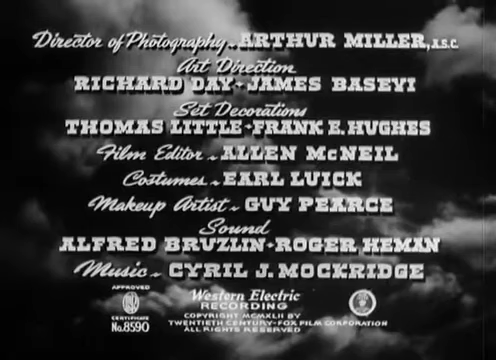 Director of Photography ~ ARTHUR MILLER, A.S.C.
Art Direction
RICHARD DAY · JAMES BASEVI
Set Decorations
THOMAS LITTLE · FRANK E. HUGHES
Film Editor ~ ALLEN McNEIL
Costumes ~ EARL LUICK
Makeup Artist ~ GUY PEARCE
Sound
ALFRED BRUZLIN · ROGER HEMAN
Music ~ CYRIL J. MOCKRIDGE
APPROVED
CERTIFICATE
No. 8590
Western Electric
RECORDING
COPYRIGHT MCMXLII BY
TWENTIETH CENTURY-FOX FILM CORPORATION
ALL RIGHTS RESERVED